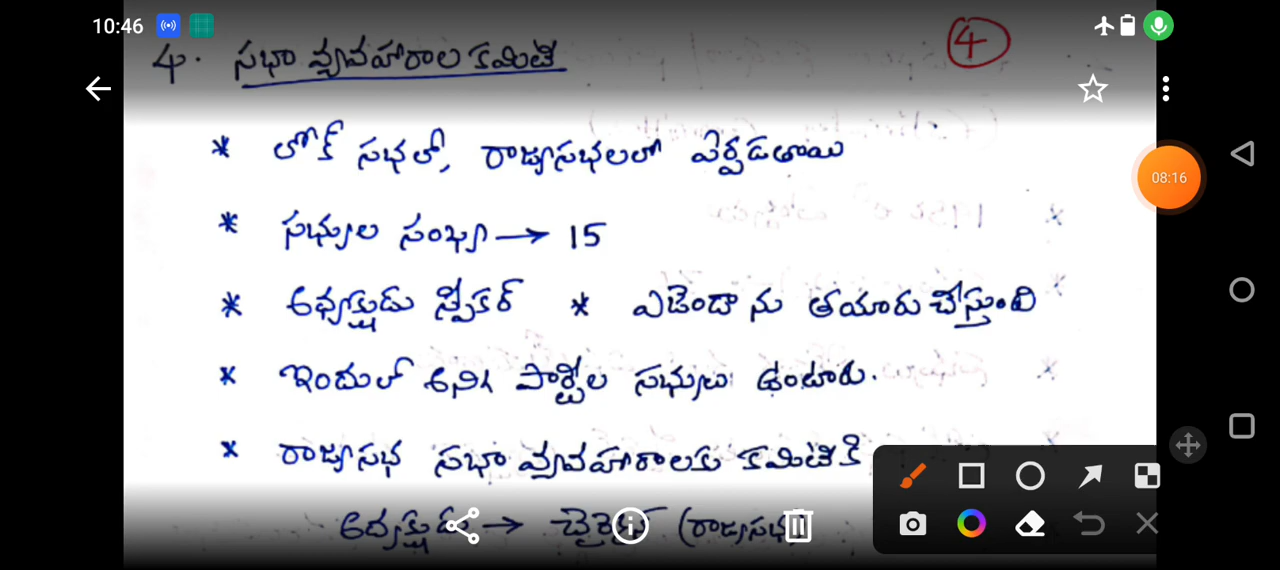 10:46
4. సభా వ్యవహారాల కమిటీ
4
* లోక్ సభలో, రాజ్యసభలలో ఏర్పడతాయి
08:16
* సభ్యుల సంఖ్య → 15
* అధ్యక్షుడు స్పీకర్ * ఎజెండా ను తయారు చేస్తుంది
x ఇందులో అన్ని పార్టీల సభ్యులు ఉంటారు.
x రాజ్యసభ సభా వ్యవహారాలకు కమిటీకి
అధ్యక్షుడు → ఛైర్మన్ (రాజ్యసభ)